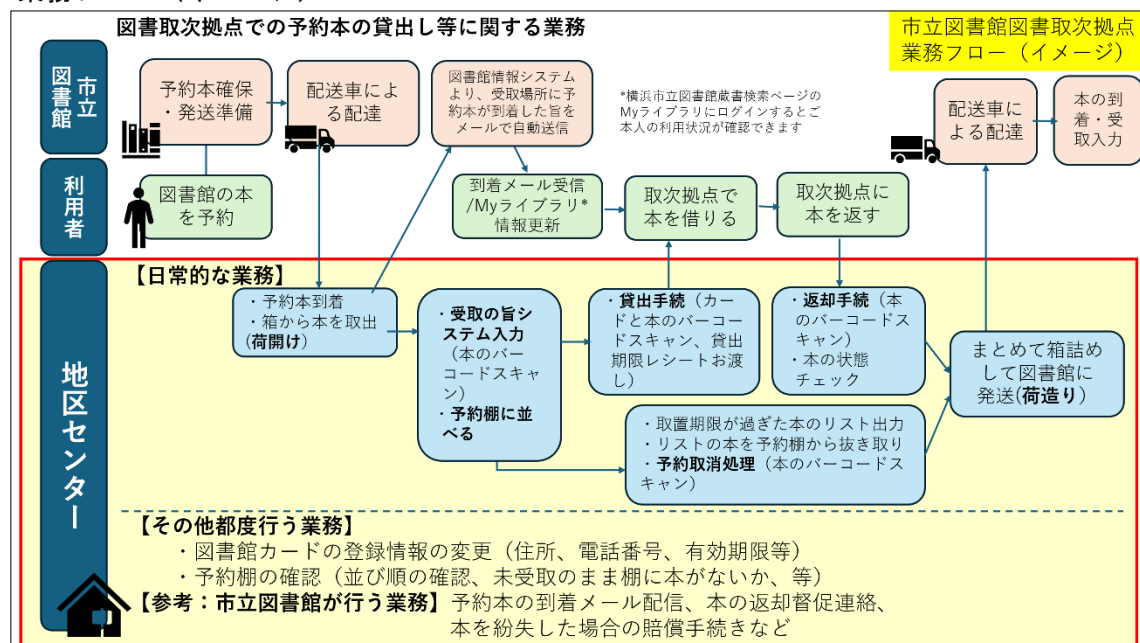 図書取次拠点での予約本の貸出し等に関する業務
市立図書館図書取次拠点
業務フロー（イメージ）
市立
図書館
予約本確保
・発送準備
配送車によ
る配達
図書館情報システム
より、受取場所に予
約本が到着した旨を
メールで自動送信
*横浜市立図書館蔵書検索ページの
Myライブラリにログインするとご
本人の利用状況が確認できます
配送車に
よる配達
本の到
着・受
取入力
利用者
図書館の本
を予約
到着メール受信
/Myライブラリ*
情報更新
取次拠点で
本を借りる
取次拠点に
本を返す
地区センター
【日常的な業務】
・予約本到着
・箱から本を取出
(荷開け)
・受取の旨シ
ステム入力
（本のバー
コードスキャ
ン）
・予約棚に並
べる
・貸出手続（カー
ドと本のバーコー
ドスキャン、貸出
期限レシートお渡
し）
・返却手続（本
のバーコードス
キャン）
・本の状態
チェック
まとめて箱詰め
して図書館に
発送(荷造り）
・取置期限が過ぎた本のリスト出力
・リストの本を予約棚から抜き取り
・予約取消処理（本のバーコードス
キャン）
【その他都度行う業務】
・図書館カードの登録情報の変更（住所、電話番号、有効期限等）
・予約棚の確認（並び順の確認、未受取のまま棚に本がないか、等）
【参考：市立図書館が行う業務】予約本の到着メール配信、本の返却督促連絡、
本を紛失した場合の賠償手続きなど